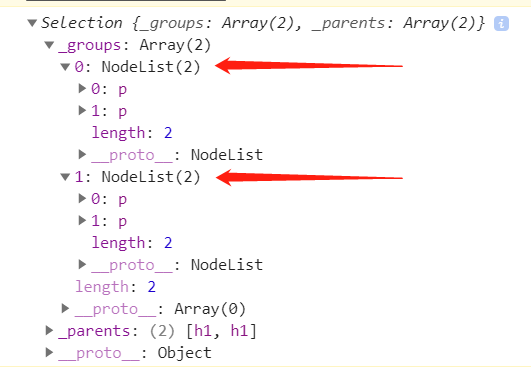 ▼ Selection {_groups: Array(2), _parents: Array(2)} i
▼ _groups: Array(2)
▼ 0: NodeList(2)
▶ 0: p
▶ 1: p
length: 2
▶ __proto__: NodeList
▼ 1: NodeList(2)
▶ 0: p
▶ 1: p
length: 2
▶ __proto__: NodeList
length: 2
▶ __proto__: Array(0)
▶ _parents: (2) [h1, h1]
▶ __proto__: Object